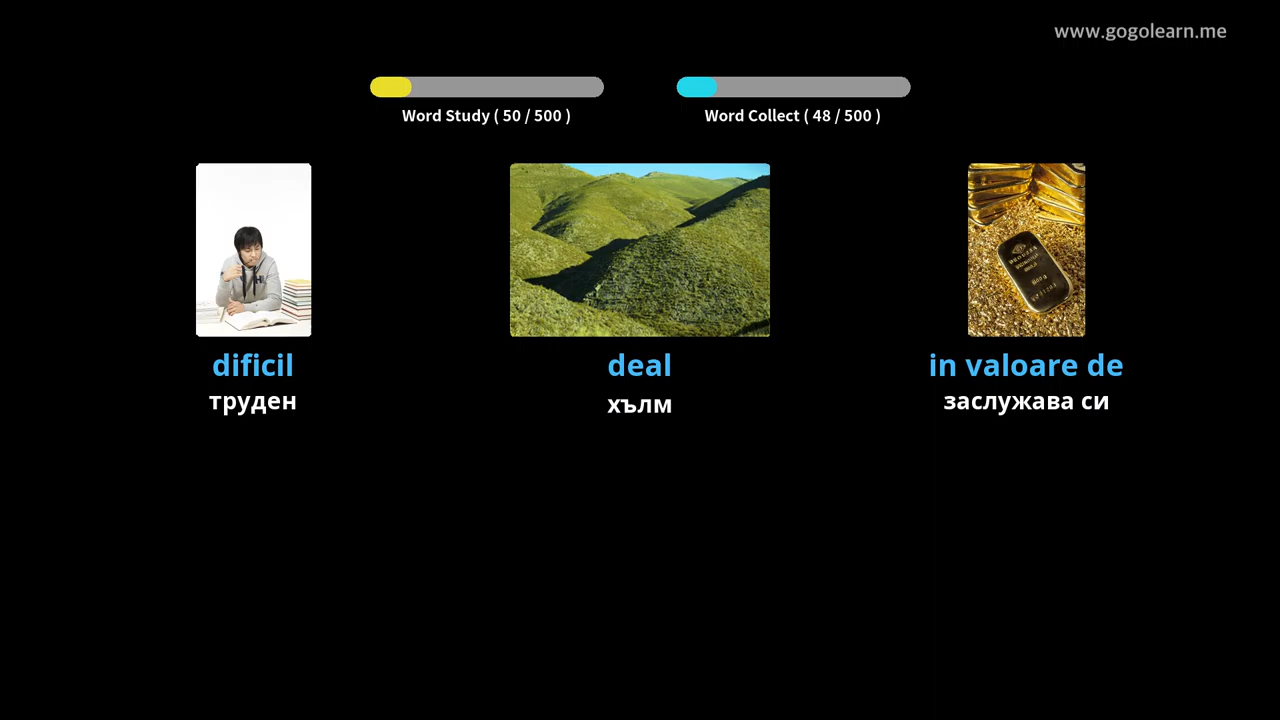 www.gogolearn.me
Word Study ( 50 / 500 )
Word Collect ( 48 / 500 )
dificil
deal
in valoare de
труден
хълм
заслужава си